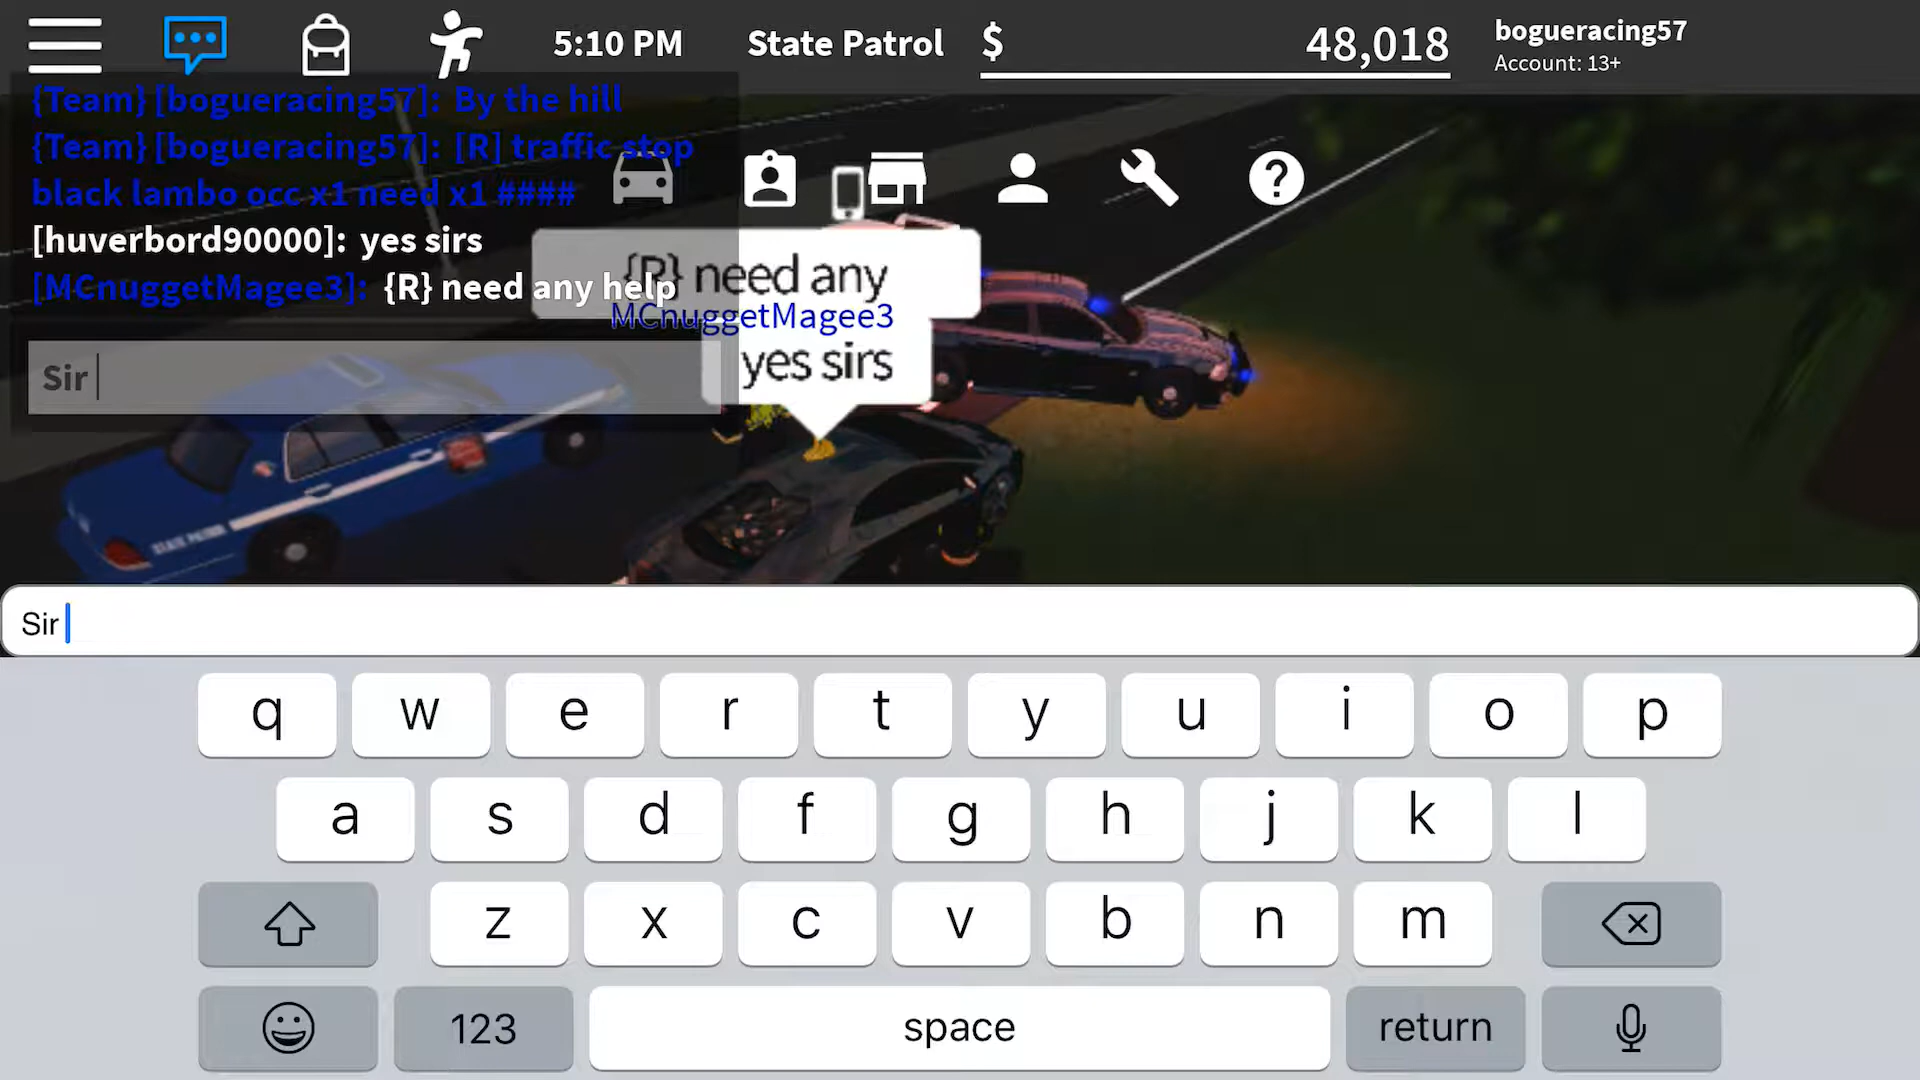 5:10 PM State Patrol $ 48,018 bogueracing57
Account: 13+
{Team} [bogueracing57]: By the hill
{Team} [bogueracing57]: [R] traffic stop
black lambo occ x1 need x1 ####
[huverbord90000]: yes sirs
[MCnuggetMagee3]: {R} need any help
{R} need any
MCnuggetMagee3
yes sirs
Sir
STATE PATROL
Sir
q w e r t y u i o p
a s d f g h j k l
z x c v b n m
123 space return